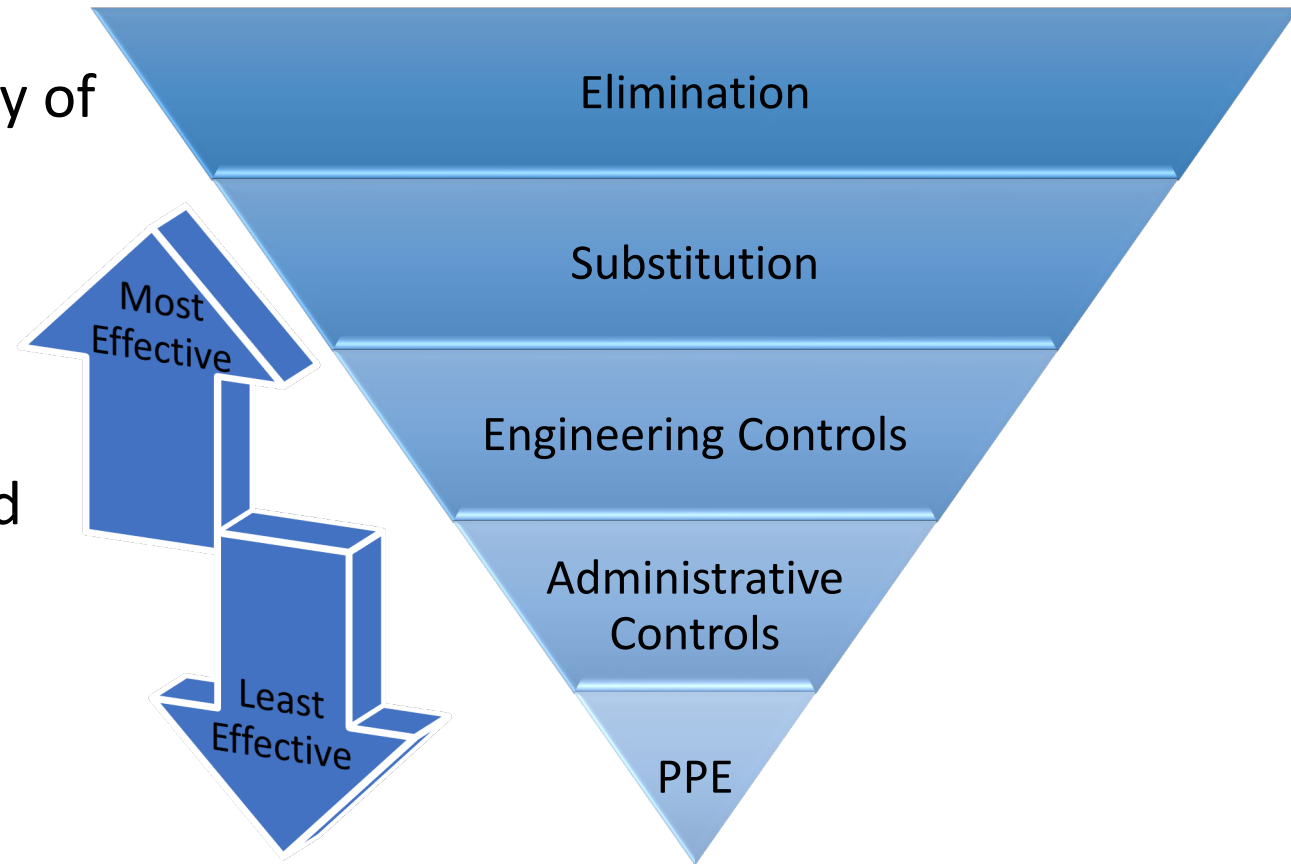 y of
Elimination
Substitution
Most
Effective
Engineering Controls
d
Administrative
Controls
Least
Effective
PPE